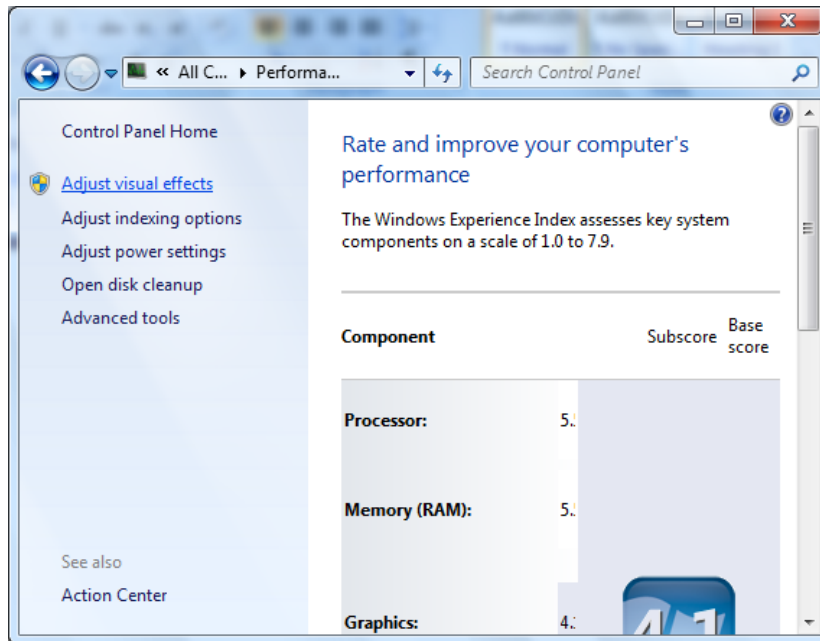 « All C... ▸ Performa...
Search Control Panel
Control Panel Home
Adjust visual effects
Adjust indexing options
Adjust power settings
Open disk cleanup
Advanced tools
See also
Action Center
Rate and improve your computer's
performance
The Windows Experience Index assesses key system
components on a scale of 1.0 to 7.9.
Component Subscore Base
score
Processor:
Memory (RAM):
Graphics:
4.1